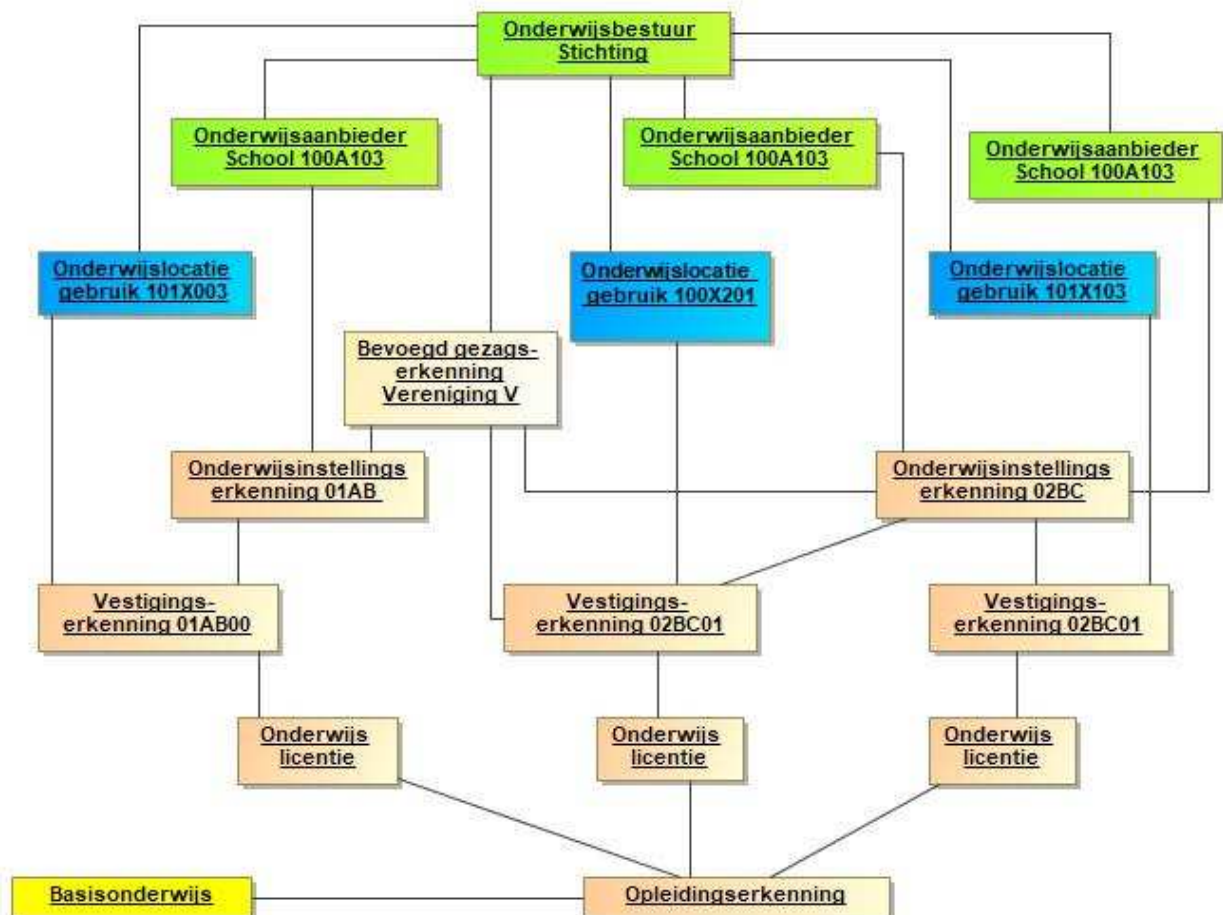 Onderwijsbestuur
Stichting
Onderwijsaanbieder
School 100A103
Onderwijsaanbieder
School 100A103
Onderwijsaanbieder
School 100A103
Onderwijslocatie
gebruik 101X003
Onderwijslocatie
gebruik 100X201
Onderwijslocatie
gebruik 101X103
Bevoegd gezags-
erkenning
Vereniging V
Onderwijsinstellings
erkenning 01AB
Onderwijsinstellings
erkenning 02BC
Vestigings-
erkenning 01AB00
Vestigings-
erkenning 02BC01
Vestigings-
erkenning 02BC01
Onderwijs
licentie
Onderwijs
licentie
Onderwijs
licentie
Basisonderwijs
Opleidingserkenning